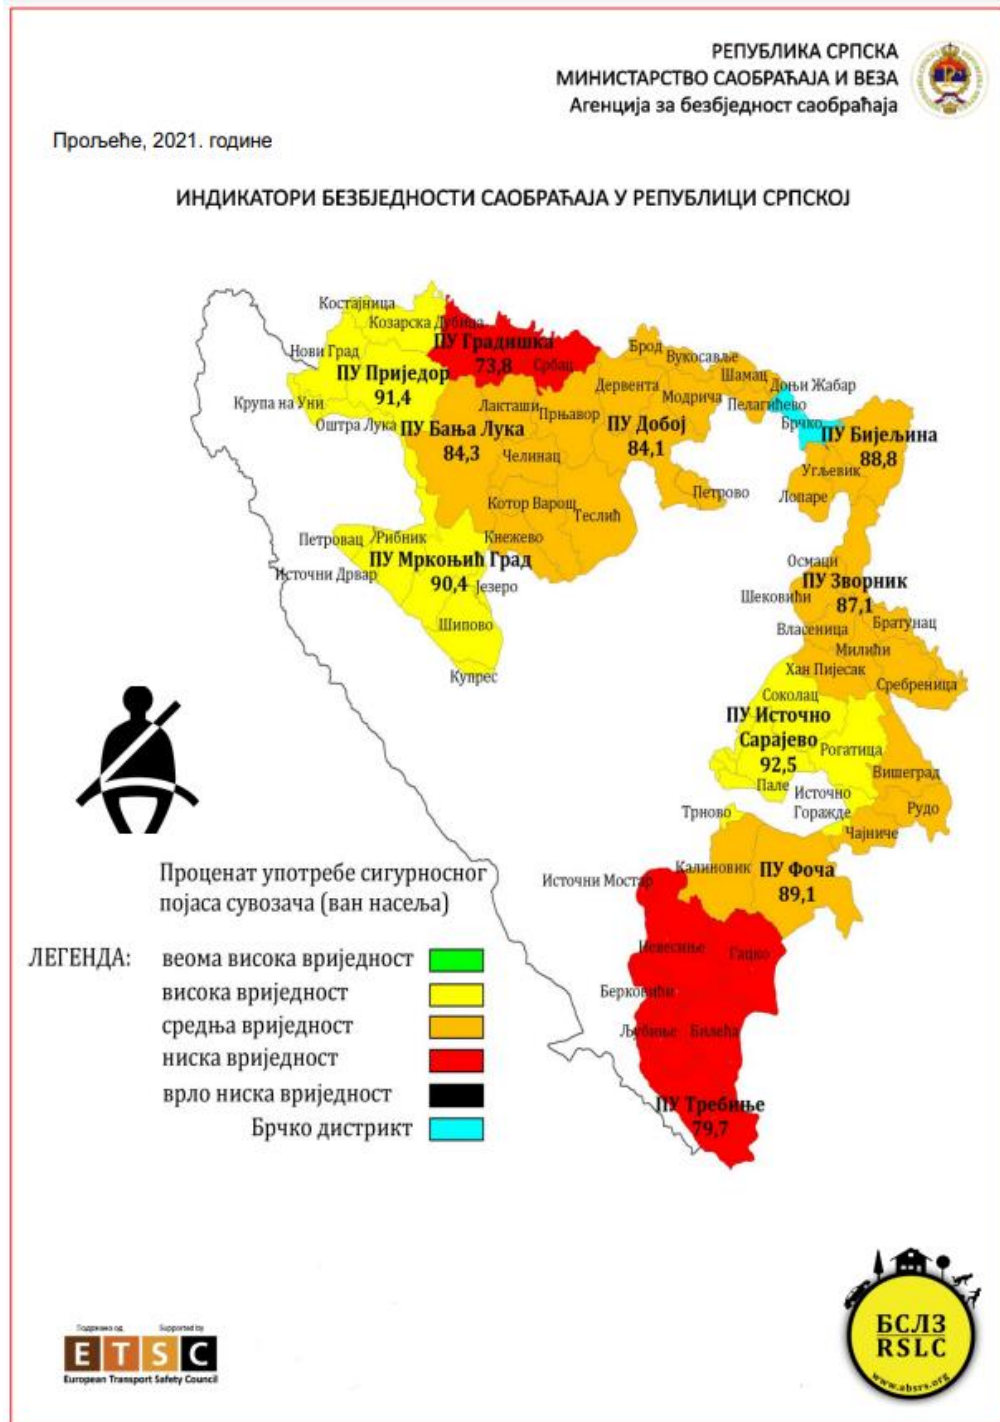 РЕПУБЛИКА СРПСКА
МИНИСТАРСТВО САОБРАЋАЈА И ВЕЗА
Агенција за безбједност саобраћаја
Прољеће, 2021. године
ИНДИКАТОРИ БЕЗБЈЕДНОСТИ САОБРАЋАЈА У РЕПУБЛИЦИ СРПСКОЈ
Костајница
Козарска Дубица
Нови Град
ПУ Градишка
73,8
Србац
ПУ Приједор
91,4
Крупа на Уни
Оштра Лука
Брод
Вукосавље
Шамац
Доњи Жабар
Дервента
Модрича
Пелагићево
Брчко
Лакташи
Прњавор
ПУ Бања Лука
84,3
ПУ Добој
84,1
ПУ Бијељина
88,8
Челинац
Угљевик
Лопаре
Петрово
Котор Варош
Теслић
Кнежево
Петровац
Рибник
ПУ Мркоњић Град
90,4
Источни Дрвар
Језеро
Шипово
Купрес
Осмаци
ПУ Зворник
87,1
Шековићи
Братунац
Власеница
Милићи
Хан Пијесак
Сребреница
Соколац
ПУ Источно
Сарајево
92,5
Рогатица
Вишеград
Пале
Источно
Горажде
Рудо
Трново
Чајниче
Калиновик
ПУ Фоча
89,1
Источни Мостар
Невесиње
Гацко
Берковићи
Љубиње
Билећа
ПУ Требиње
79,7
Проценат употребе сигурносног
појаса сувозача (ван насеља)
ЛЕГЕНДА:
веома висока вриједност
висока вриједност
средња вриједност
ниска вриједност
врло ниска вриједност
Брчко дистрикт
Подржано од
Supported by
ETSC
European Transport Safety Council
БСЛЗ
RSLC
www.absrs.org